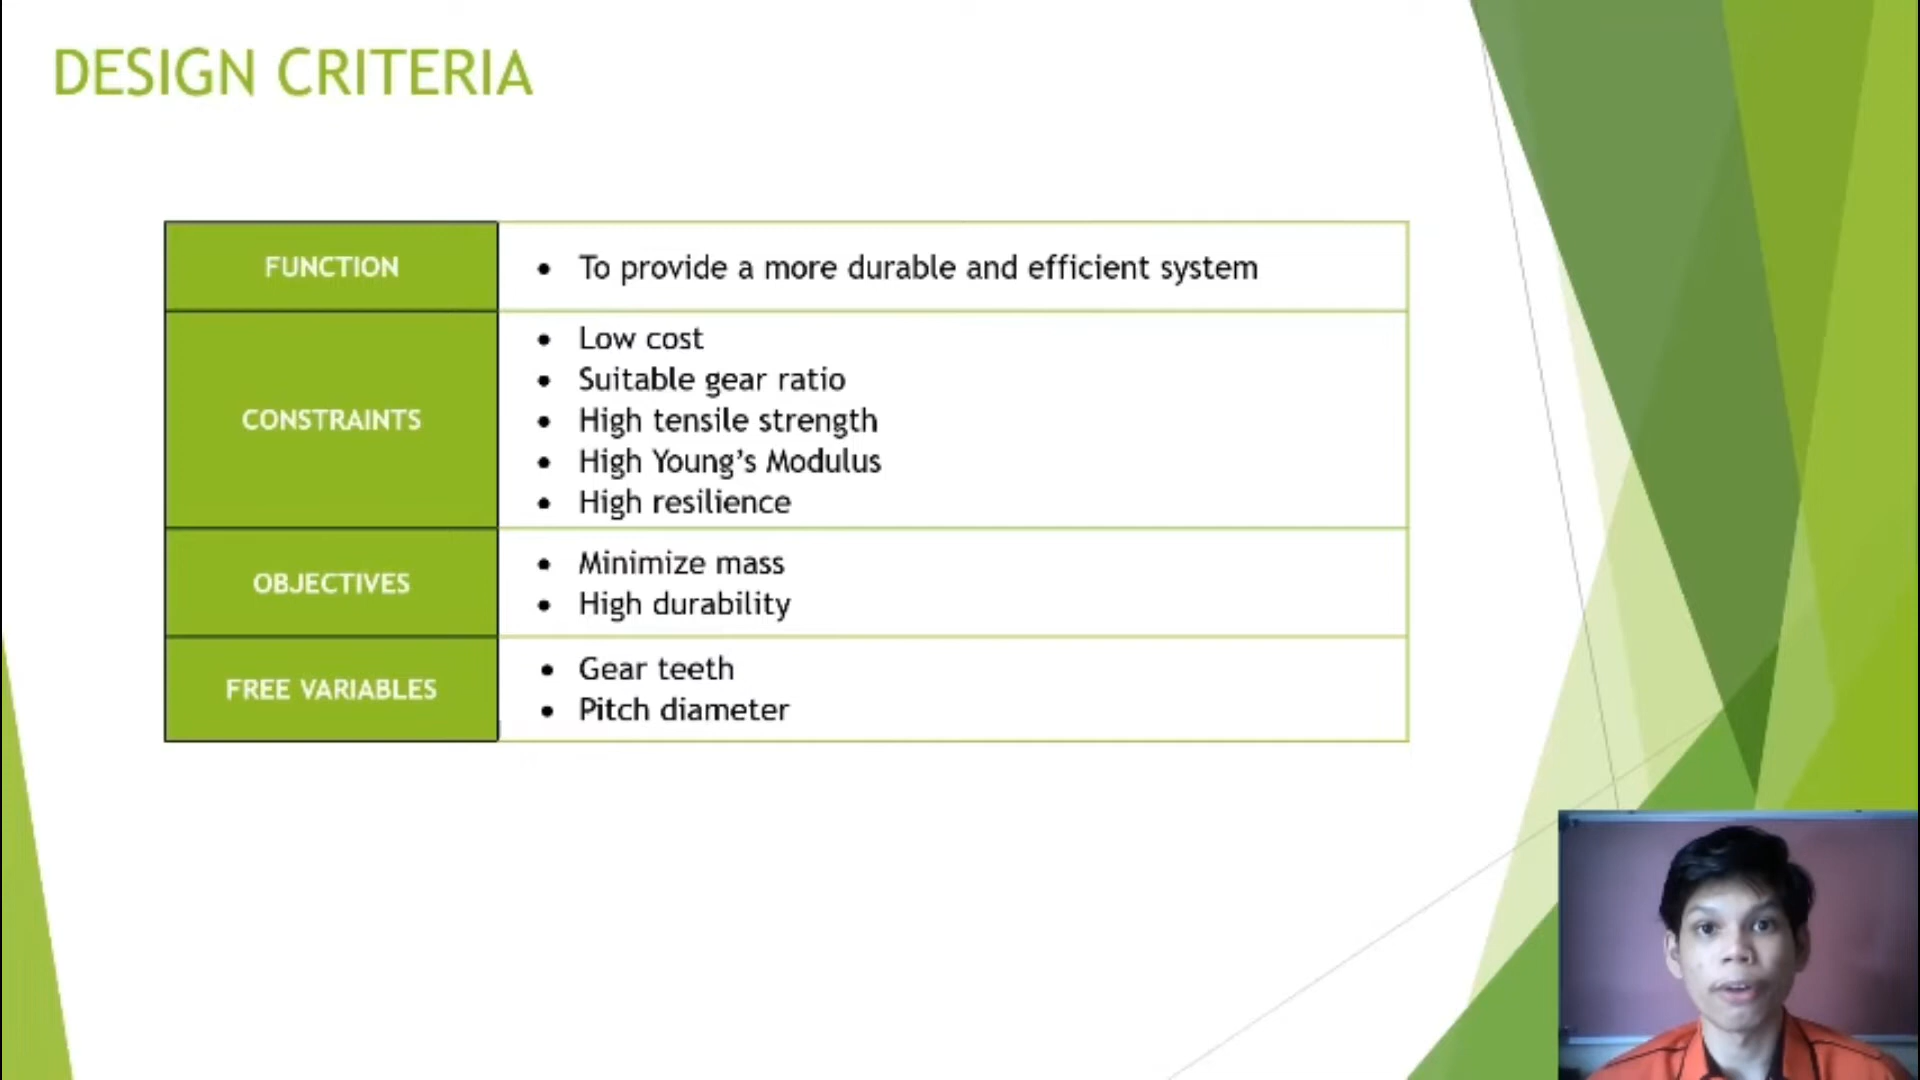 DESIGN CRITERIA
FUNCTION
• To provide a more durable and efficient system
CONSTRAINTS
• Low cost
• Suitable gear ratio
• High tensile strength
• High Young’s Modulus
• High resilience
OBJECTIVES
• Minimize mass
• High durability
FREE VARIABLES
• Gear teeth
• Pitch diameter